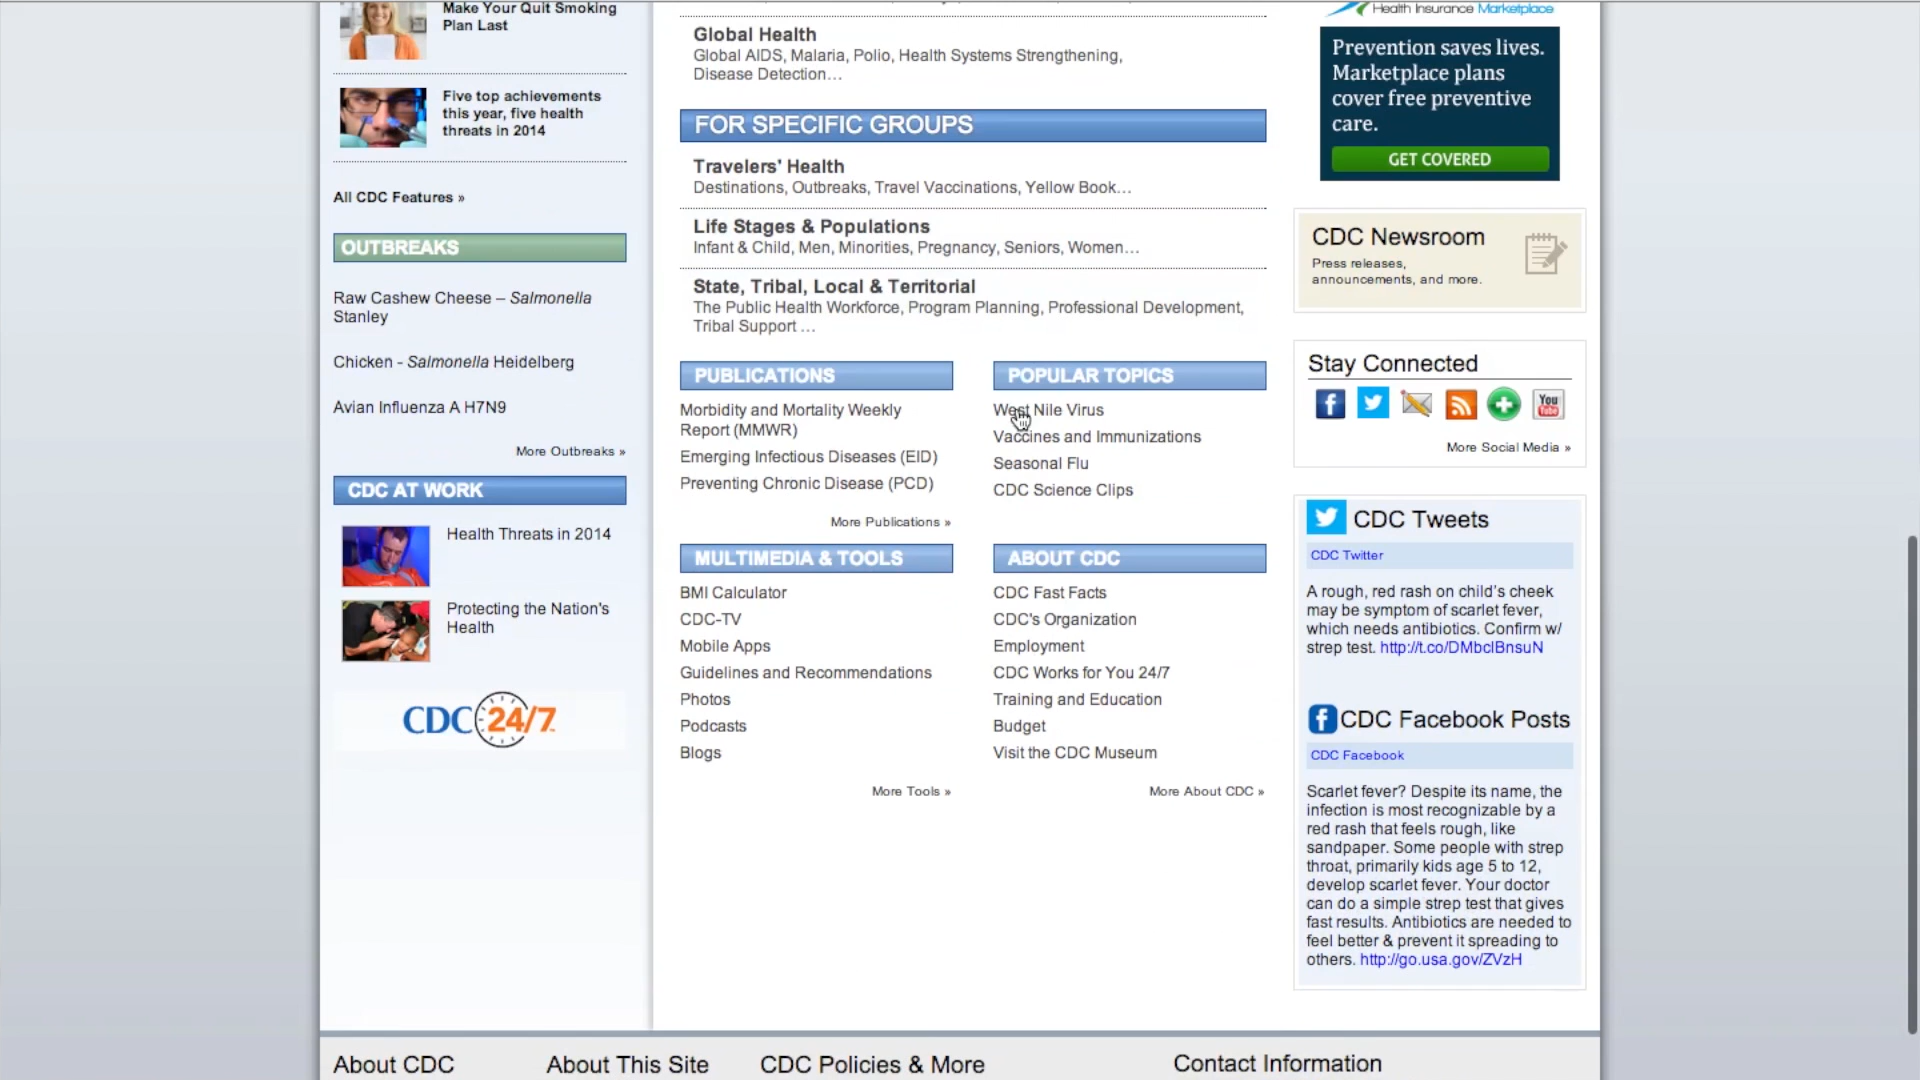 Make Your Quit Smoking
Plan Last
Five top achievements
this year, five health
threats in 2014
All CDC Features »
OUTBREAKS
Raw Cashew Cheese – Salmonella
Stanley
Chicken - Salmonella Heidelberg
Avian Influenza A H7N9
More Outbreaks »
CDC AT WORK
Health Threats in 2014
Protecting the Nation's
Health
CDC 24/7
Global Health
Global AIDS, Malaria, Polio, Health Systems Strengthening,
Disease Detection...
FOR SPECIFIC GROUPS
Travelers' Health
Destinations, Outbreaks, Travel Vaccinations, Yellow Book...
Life Stages & Populations
Infant & Child, Men, Minorities, Pregnancy, Seniors, Women...
State, Tribal, Local & Territorial
The Public Health Workforce, Program Planning, Professional Development,
Tribal Support ...
PUBLICATIONS
Morbidity and Mortality Weekly
Report (MMWR)
Emerging Infectious Diseases (EID)
Preventing Chronic Disease (PCD)
More Publications »
POPULAR TOPICS
West Nile Virus
Vaccines and Immunizations
Seasonal Flu
CDC Science Clips
MULTIMEDIA & TOOLS
BMI Calculator
CDC-TV
Mobile Apps
Guidelines and Recommendations
Photos
Podcasts
Blogs
More Tools »
ABOUT CDC
CDC Fast Facts
CDC's Organization
Employment
CDC Works for You 24/7
Training and Education
Budget
Visit the CDC Museum
More About CDC »
Health Insurance Marketplace
Prevention saves lives.
Marketplace plans
cover free preventive
care.
GET COVERED
CDC Newsroom
Press releases,
announcements, and more.
Stay Connected
You
Tube
More Social Media »
CDC Tweets
CDC Twitter
A rough, red rash on child's cheek
may be symptom of scarlet fever,
which needs antibiotics. Confirm w/
strep test. http://t.co/DMbclBnsuN
CDC Facebook Posts
CDC Facebook
Scarlet fever? Despite its name, the
infection is most recognizable by a
red rash that feels rough, like
sandpaper. Some people with strep
throat, primarily kids age 5 to 12,
develop scarlet fever. Your doctor
can do a simple strep test that gives
fast results. Antibiotics are needed to
feel better & prevent it spreading to
others. http://go.usa.gov/ZVzH
About CDC
About This Site
CDC Policies & More
Contact Information